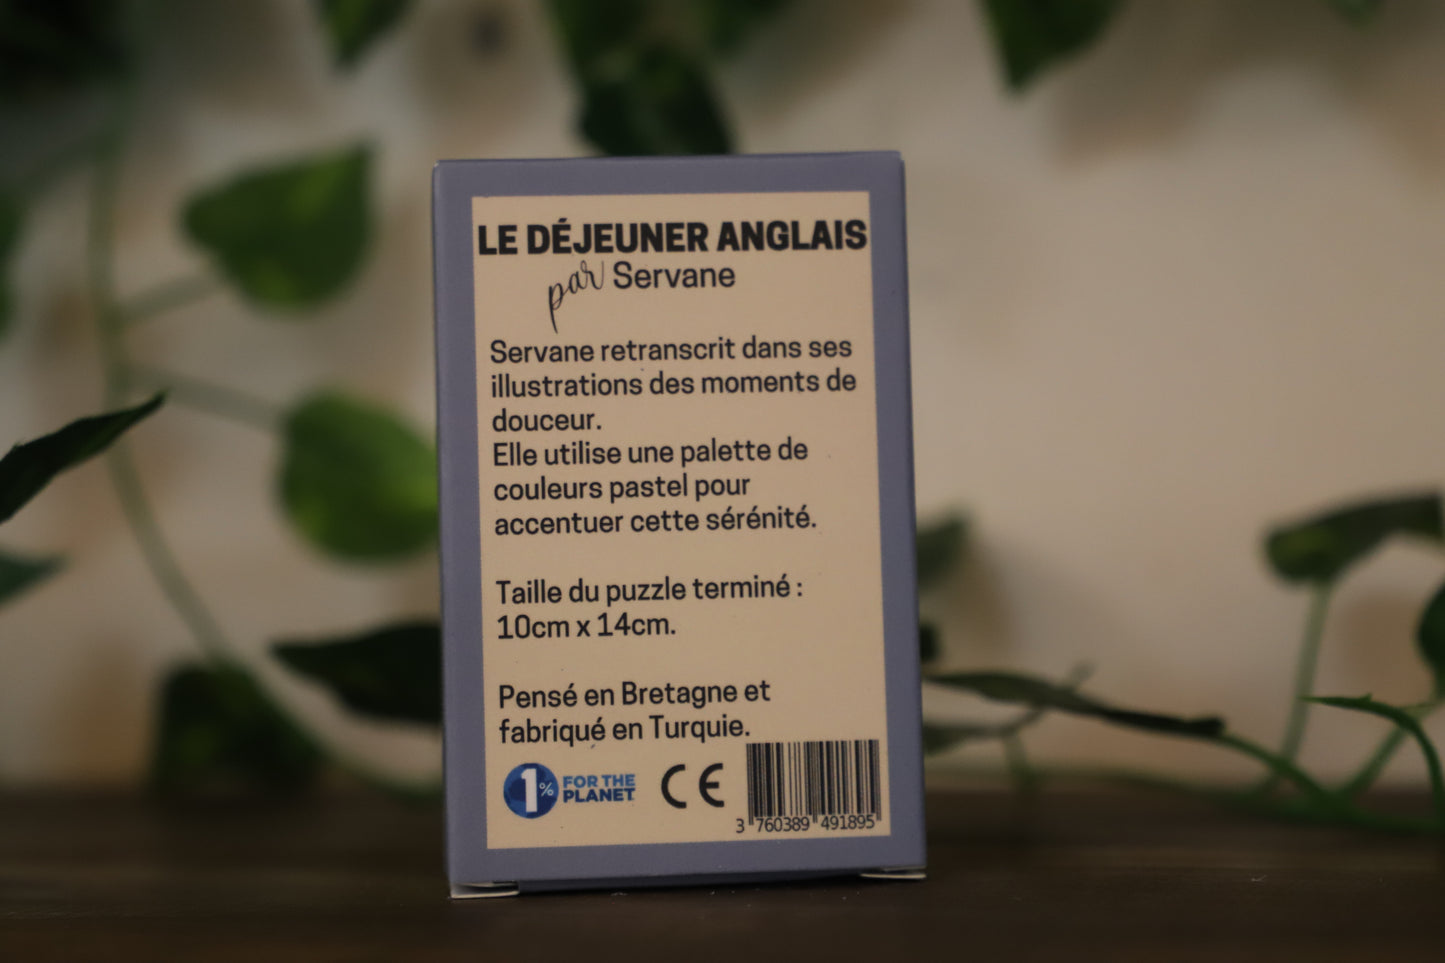 LE DÉJEUNER ANGLAIS
par Servane
Servane retranscrit dans ses
illustrations des moments de
douceur.
Elle utilise une palette de
couleurs pastel pour
accentuer cette sérénité.
Taille du puzzle terminé :
10cm x 14cm.
Pensé en Bretagne et
fabriqué en Turquie.
1% FOR THE
PLANET
CE
3 760389 491895